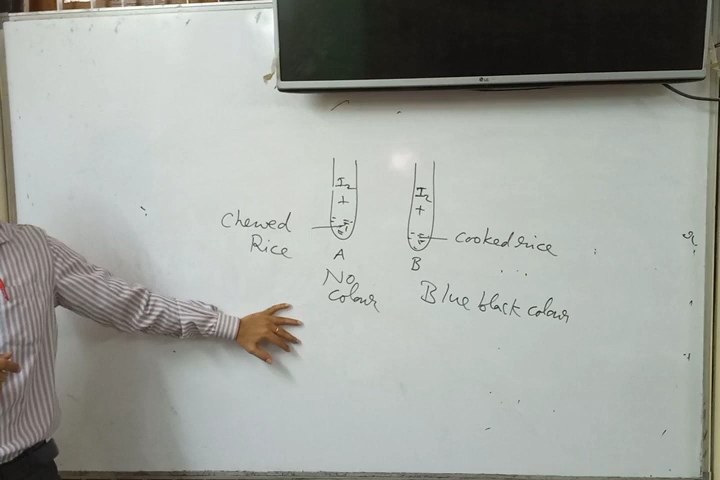 LG
I2
+
I2
+
Chewed
Rice
cooked rice
A
B
No
colour
Blue black colour